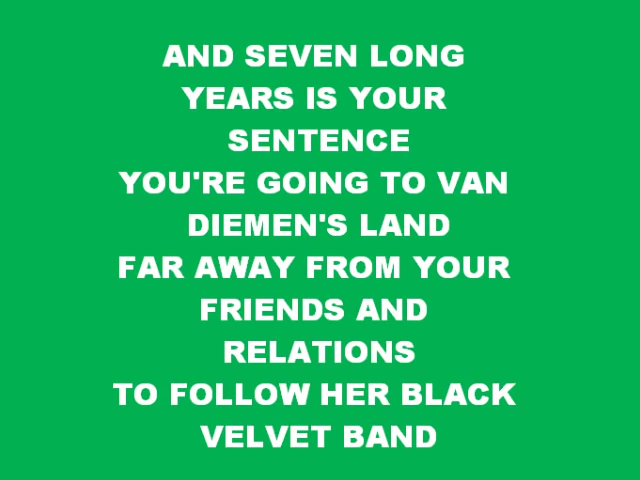 AND SEVEN LONG
YEARS IS YOUR
SENTENCE
YOU'RE GOING TO VAN
DIEMEN'S LAND
FAR AWAY FROM YOUR
FRIENDS AND
RELATIONS
TO FOLLOW HER BLACK
VELVET BAND